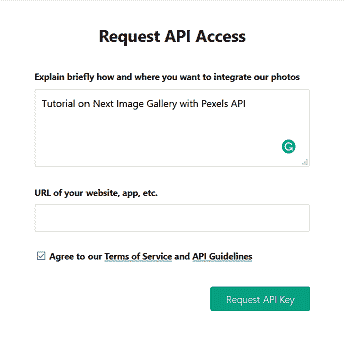 Request API Access
Explain briefly how and where you want to integrate our photos
Tutorial on Next Image Gallery with Pexels API
URL of your website, app, etc.
Agree to our Terms of Service and API Guidelines
Request API Key